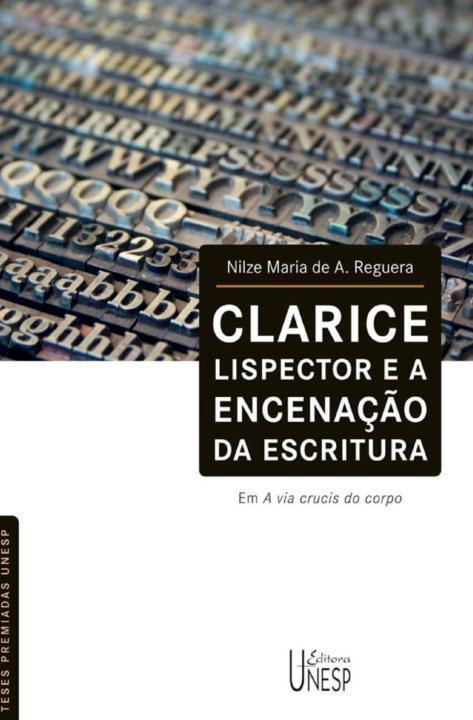 Nilze Maria de A. Reguera
CLARICE
LISPECTOR E A
ENCENAÇÃO
DA ESCRITURA
Em A via crucis do corpo
TESES PREMIADAS UNESP
Editora
UNESP